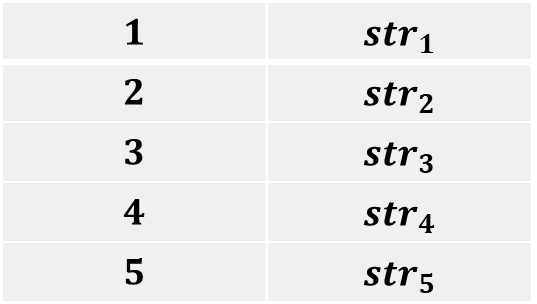 1 str₁
2 str₂
3 str₃
4 str₄
5 str₅